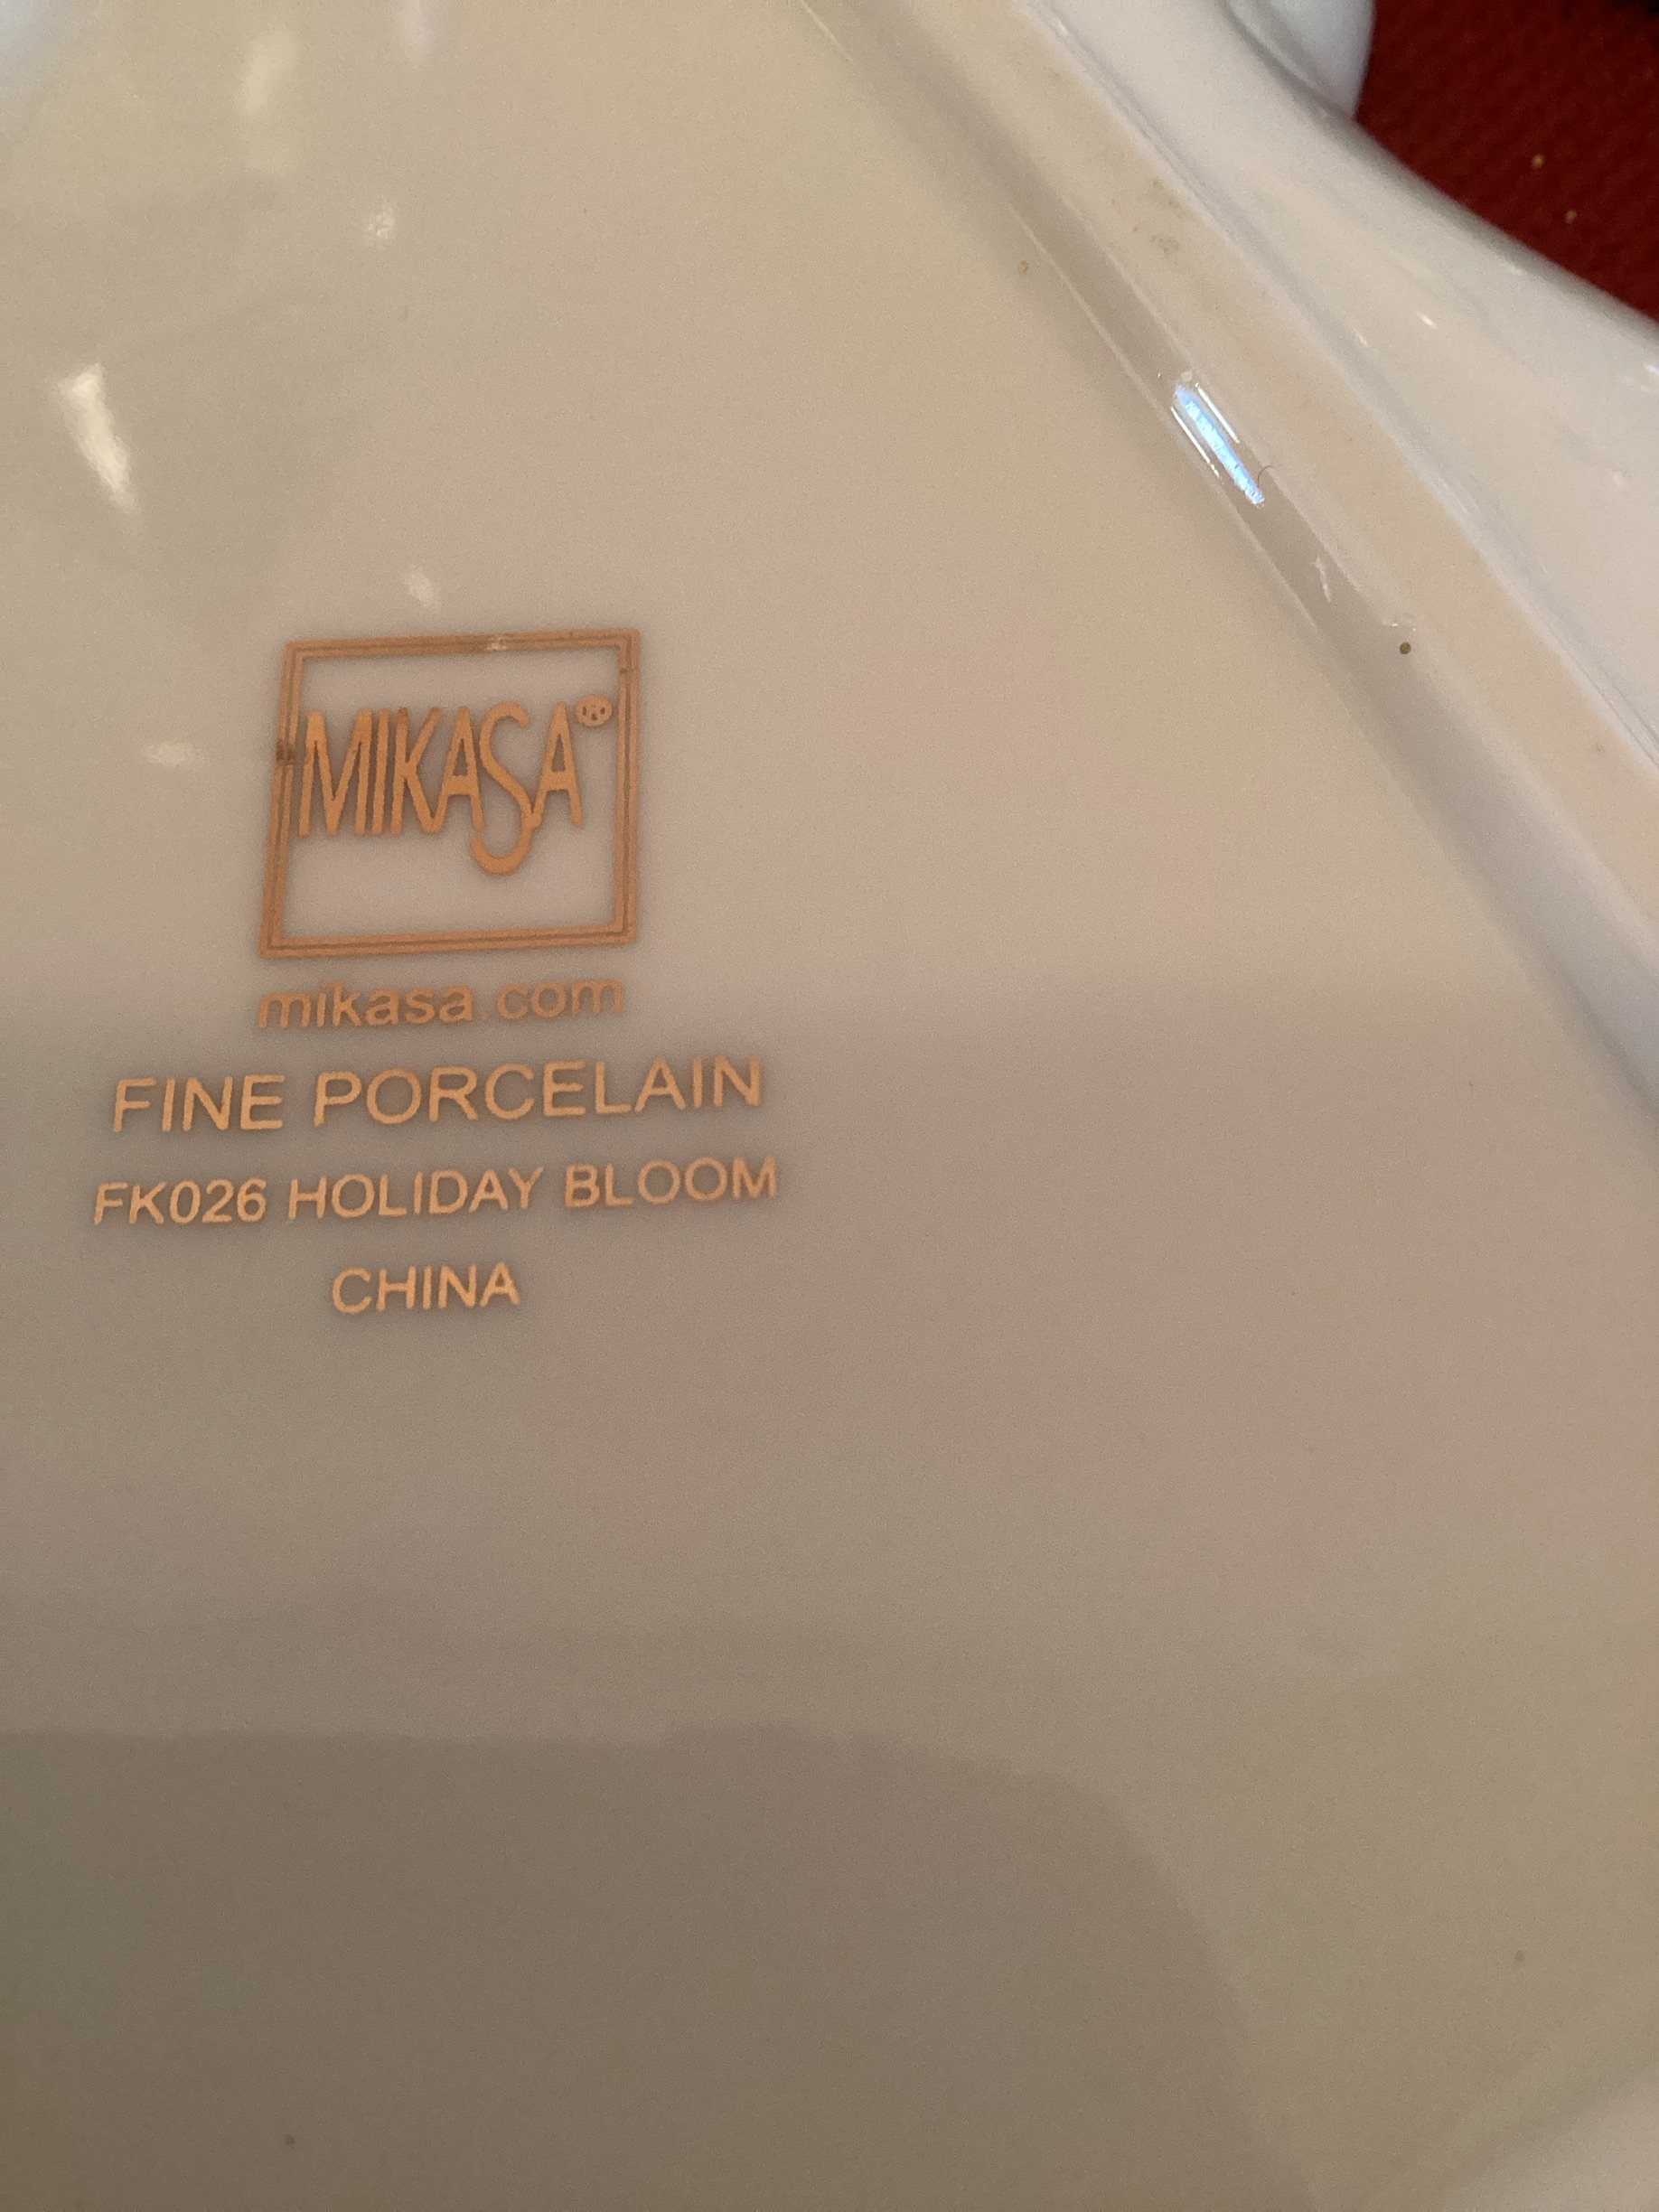 MIKASA®
mikasa.com
FINE PORCELAIN
FK026 HOLIDAY BLOOM
CHINA